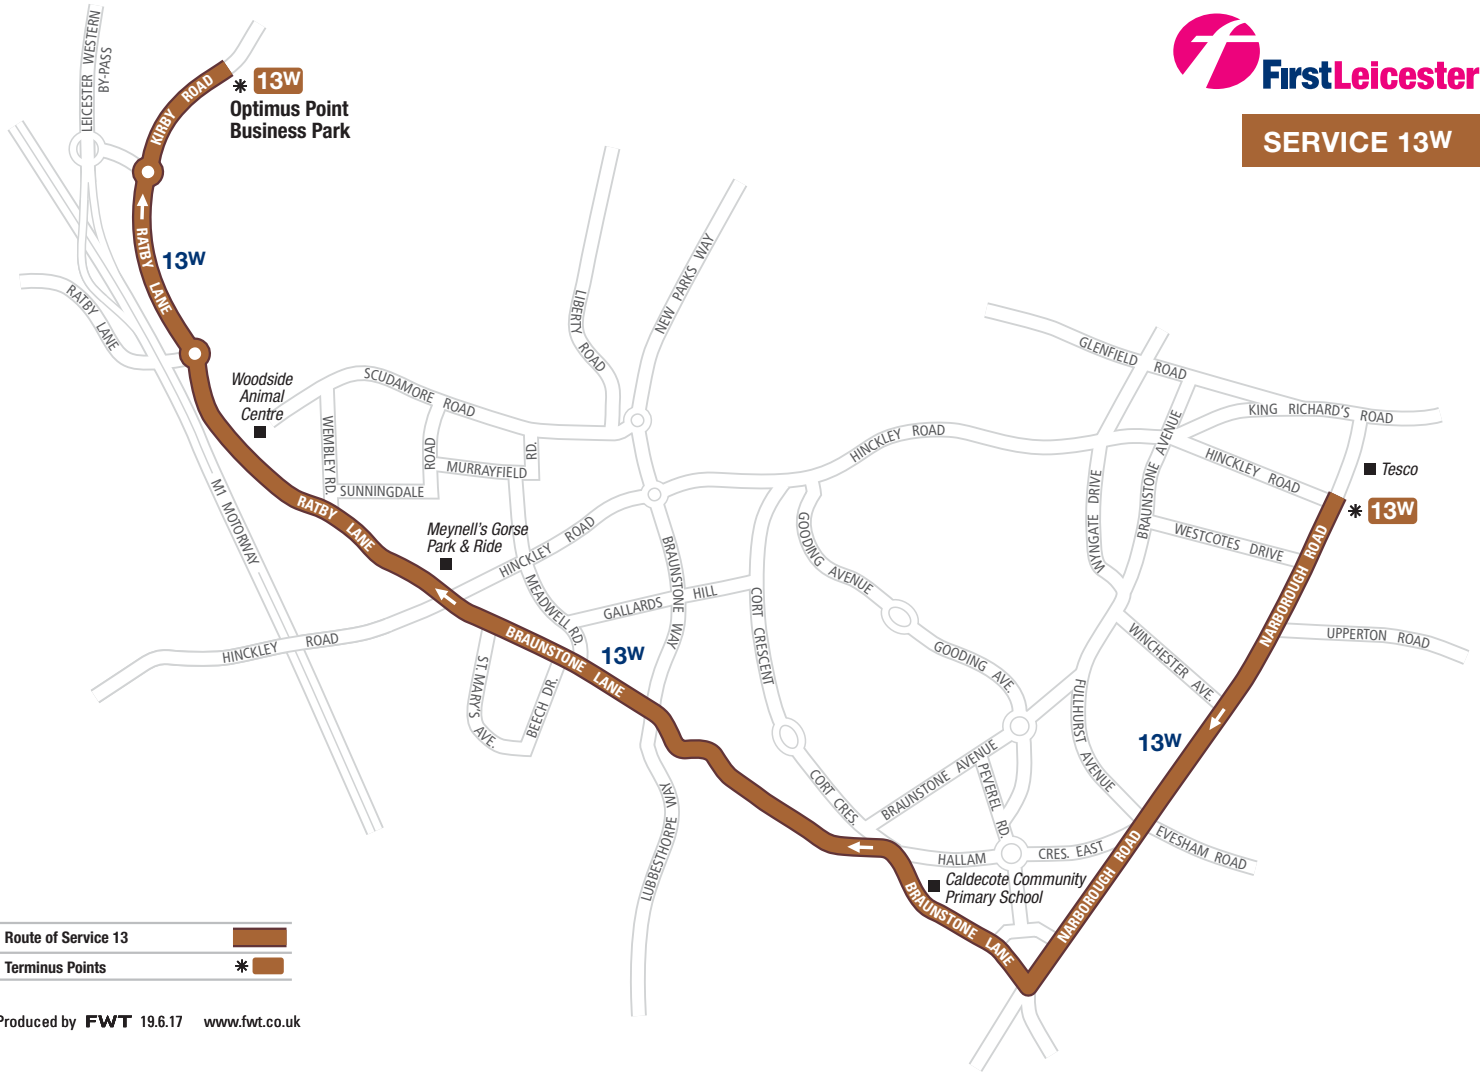 FirstLeicester
SERVICE 13W
LEICESTER WESTERN
BY-PASS
KIRBY ROAD
13W
Optimus Point
Business Park
RATBY LANE
13W
RATBY LANE
Woodside
Animal
Centre
M1 MOTORWAY
SCUDAMORE ROAD
WEMBLEY RD.
SUNNINGDALE
ROAD
MURRAYFIELD
RD.
LIBERTY
ROAD
NEW PARKS WAY
RATBY LANE
Meynell's Gorse
Park & Ride
HINCKLEY ROAD
HINCKLEY ROAD
HINCKLEY ROAD
MEADWELL RD.
GALLARDS HILL
BRAUNSTONE WAY
BRAUNSTONE LANE
13W
ST. MARY'S
AVE.
BEECH DR.
LUBBESTHORPE WAY
CORT CRESCENT
CORT CRES.
GOODING AVENUE
GOODING AVE.
GLENFIELD ROAD
KING RICHARD'S ROAD
HINCKLEY ROAD
Tesco
13W
WYNGATE DRIVE
BRAUNSTONE AVENUE
WESTCOTES DRIVE
NARBOROUGH ROAD
UPPERTON ROAD
WINCHESTER AVE.
FULLHURST AVENUE
13W
BRAUNSTONE AVENUE
PEVEREL RD.
HALLAM
CRES. EAST
EVESHAM ROAD
NARBOROUGH ROAD
Caldecote Community
Primary School
BRAUNSTONE LANE
Route of Service 13
Terminus Points
Produced by FWT 19.6.17 www.fwt.co.uk